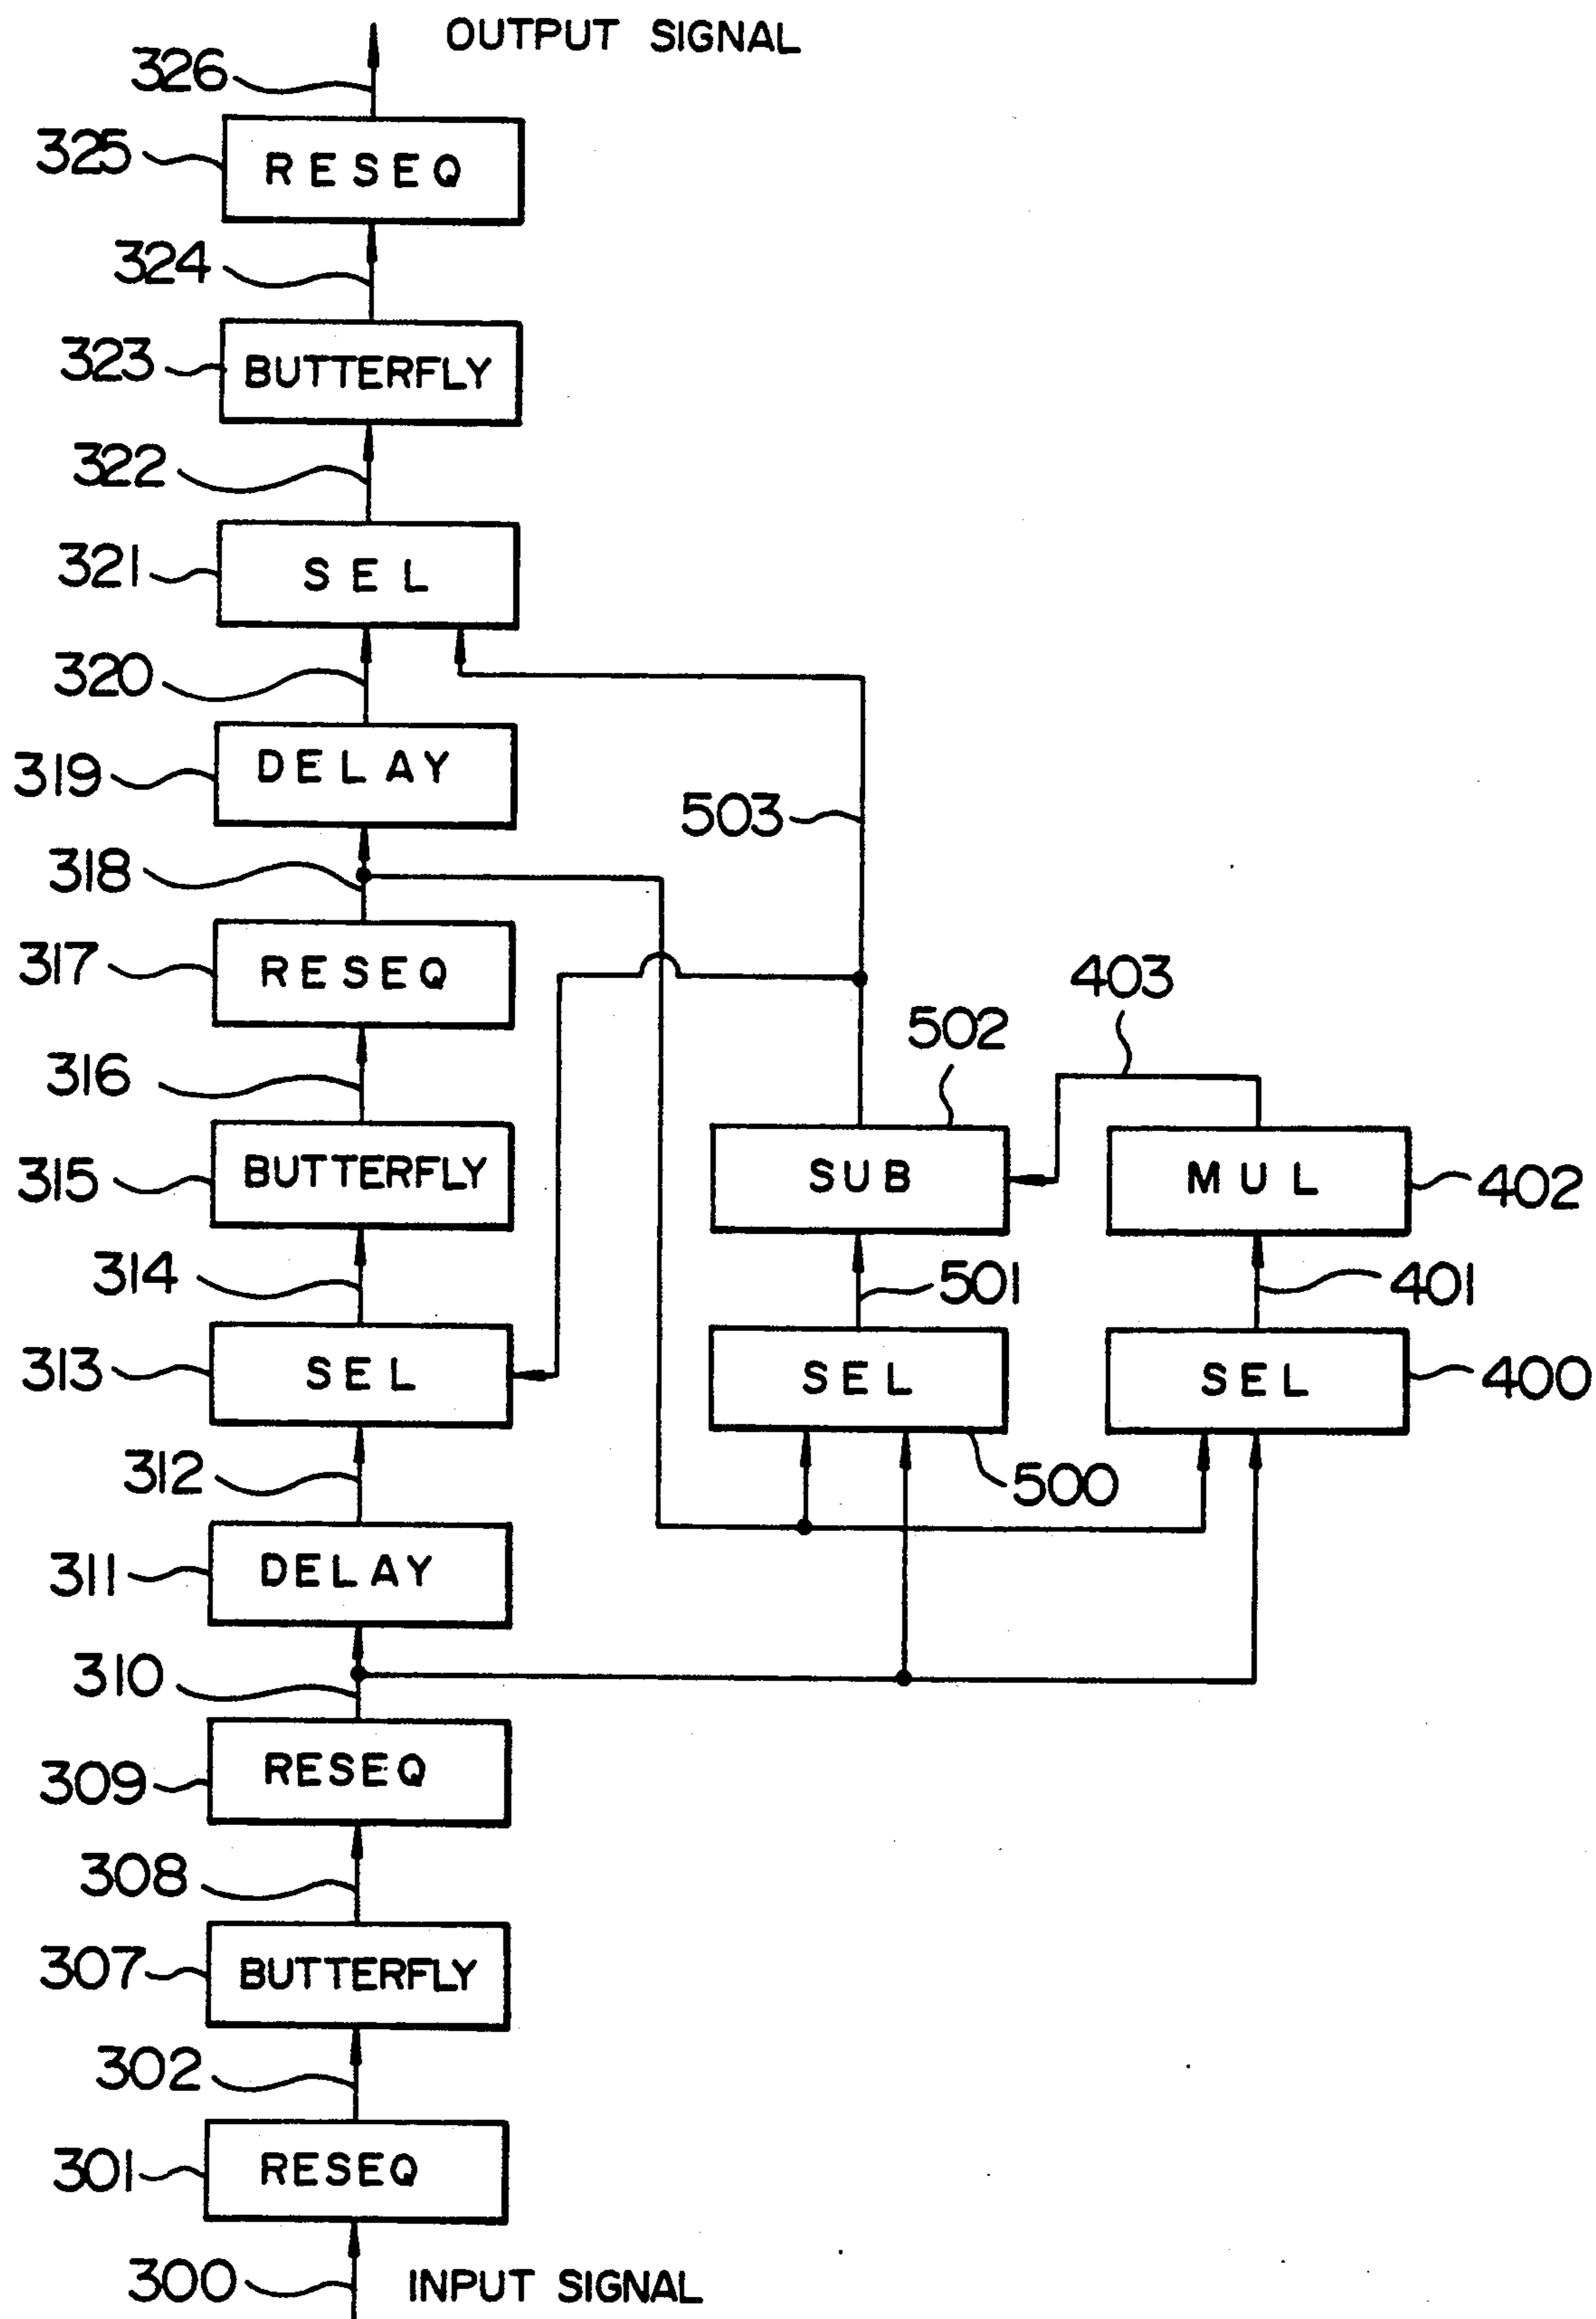 OUTPUT SIGNAL
326
325
RESEQ
324
323
BUTTERFLY
322
321
SEL
320
319
DELAY
503
318
317
RESEQ
403
502
316
315
BUTTERFLY
SUB
MUL
402
314
501
401
313
SEL
SEL
SEL
400
312
500
311
DELAY
310
309
RESEQ
308
307
BUTTERFLY
302
301
RESEQ
300
INPUT SIGNAL